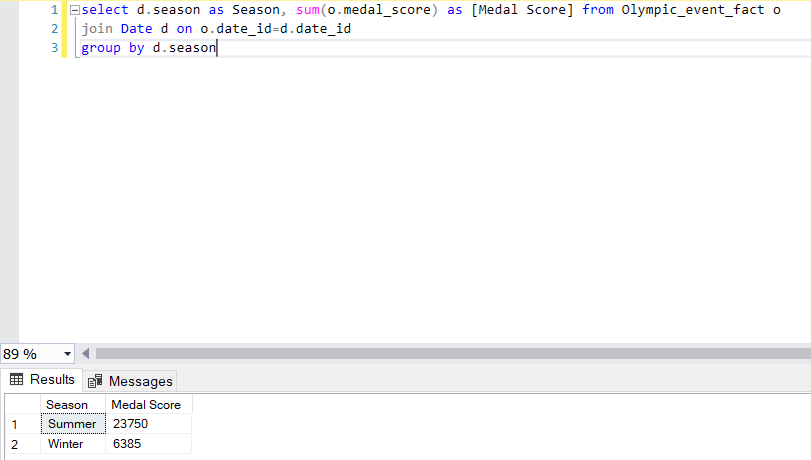 1 select d.season as Season, sum(o.medal_score) as [Medal Score] from Olympic_event_fact o
2 join Date d on o.date_id=d.date_id
3 group by d.season
89 %
Results Messages
Season Medal Score
1 Summer 23750
2 Winter 6385